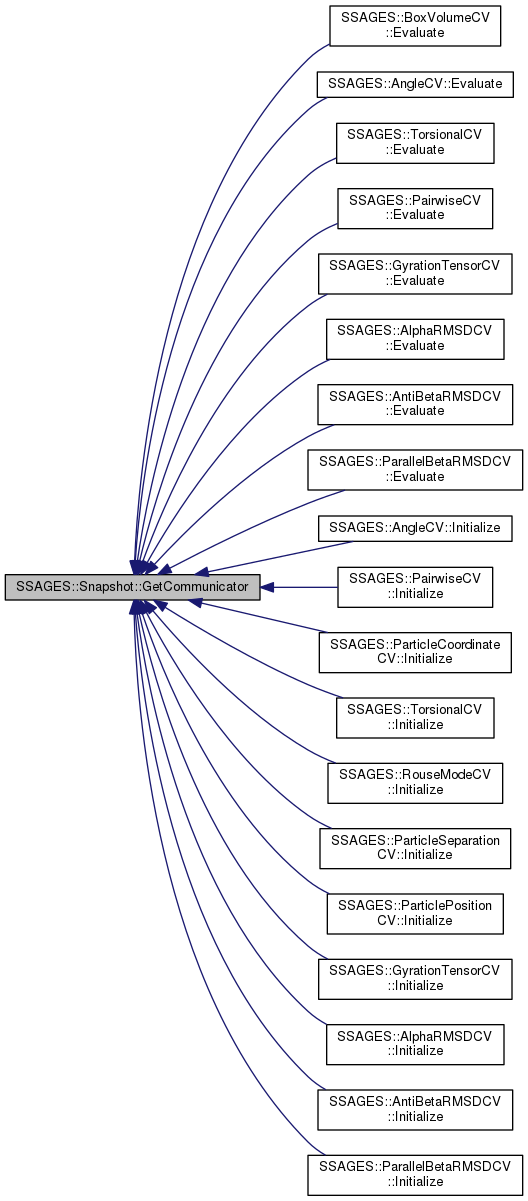 SSAGES::BoxVolumeCV
::Evaluate
SSAGES::AngleCV::Evaluate
SSAGES::TorsionalCV
::Evaluate
SSAGES::PairwiseCV
::Evaluate
SSAGES::GyrationTensorCV
::Evaluate
SSAGES::AlphaRMSDCV
::Evaluate
SSAGES::AntiBetaRMSDCV
::Evaluate
SSAGES::ParallelBetaRMSDCV
::Evaluate
SSAGES::AngleCV::Initialize
SSAGES::Snapshot::GetCommunicator
SSAGES::PairwiseCV
::Initialize
SSAGES::ParticleCoordinate
CV::Initialize
SSAGES::TorsionalCV
::Initialize
SSAGES::RouseModeCV
::Initialize
SSAGES::ParticleSeparation
CV::Initialize
SSAGES::ParticlePosition
CV::Initialize
SSAGES::GyrationTensorCV
::Initialize
SSAGES::AlphaRMSDCV
::Initialize
SSAGES::AntiBetaRMSDCV
::Initialize
SSAGES::ParallelBetaRMSDCV
::Initialize